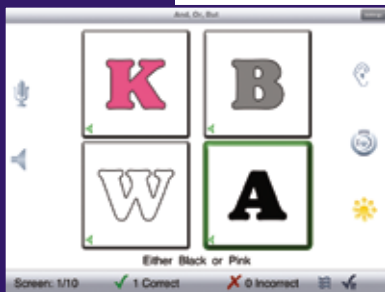 And, Or, But
K B
W A
Either Black or Pink
Screen: 1/10 1 Correct 0 Incorrect